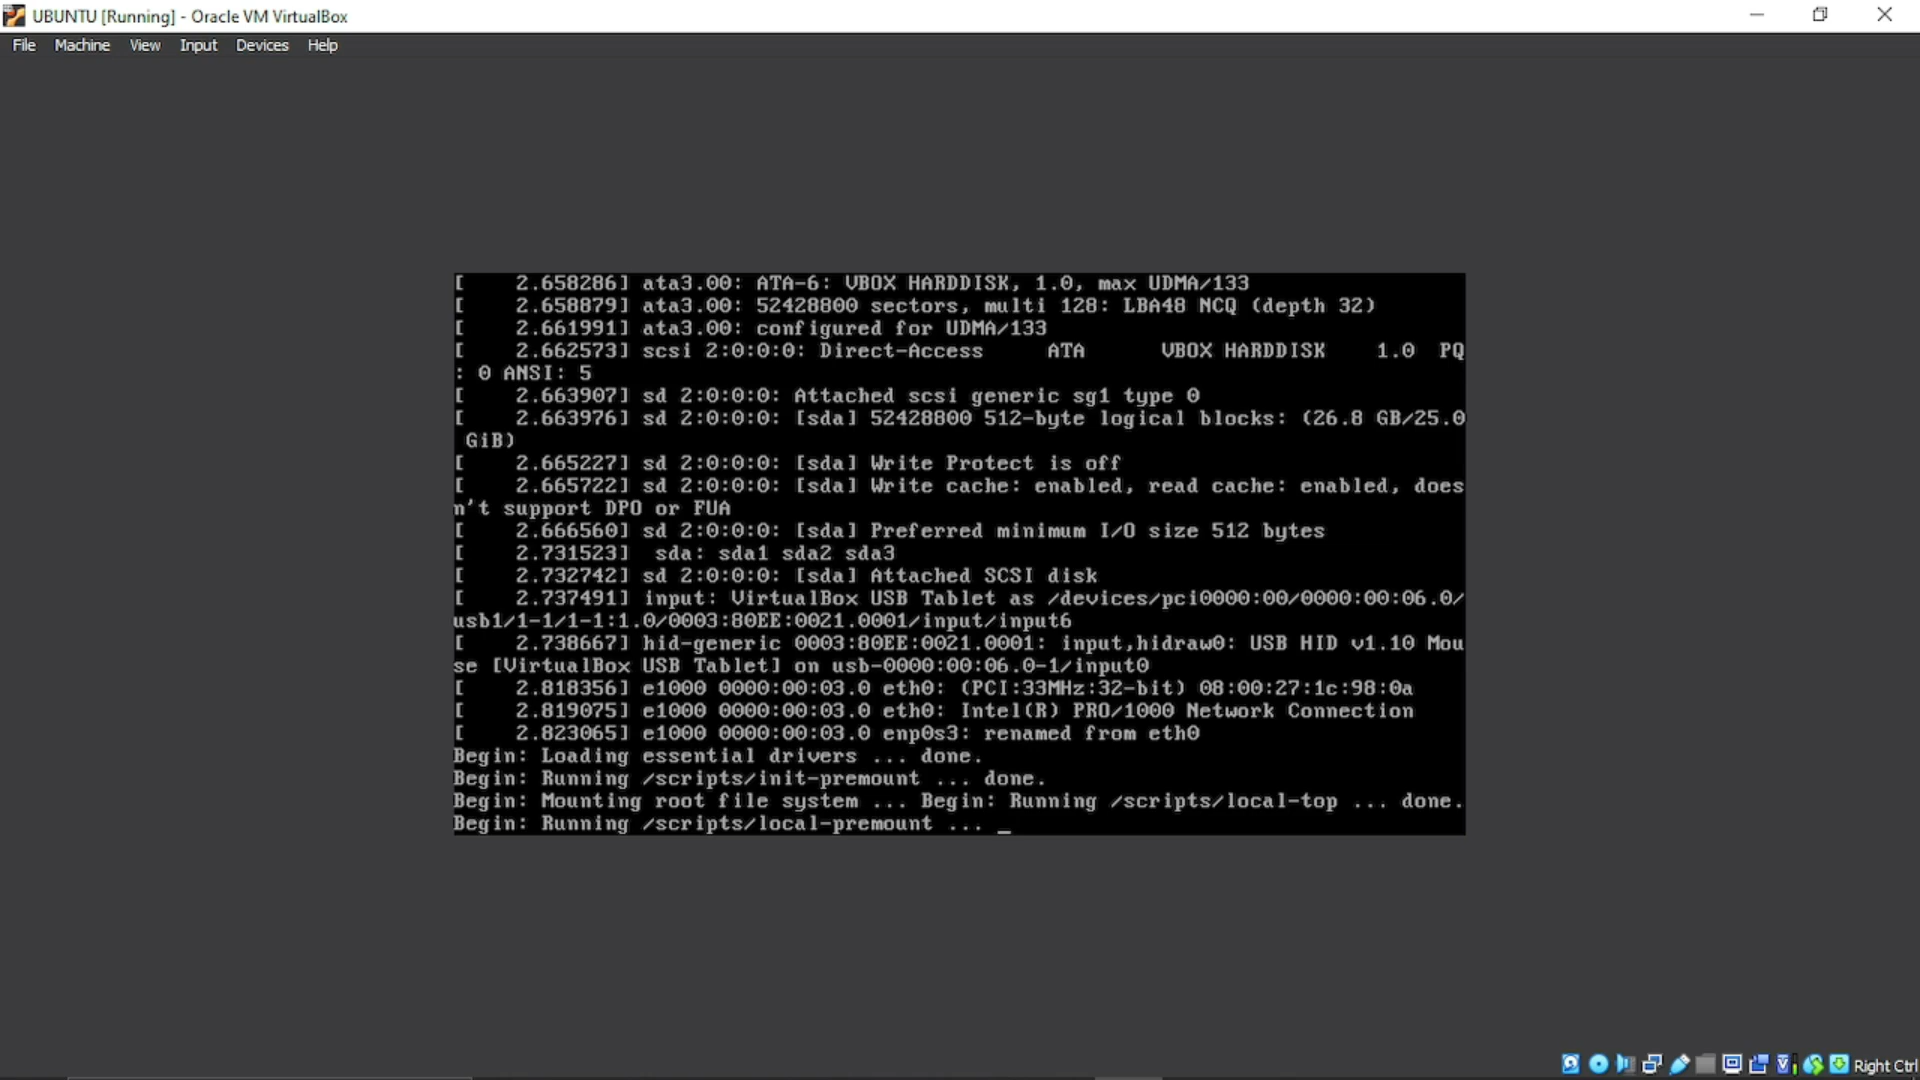 UBUNTU [Running] - Oracle VM VirtualBox
File Machine View Input Devices Help
[    2.658286] ata3.00: ATA-6: VBOX HARDDISK, 1.0, max UDMA/133
[    2.658879] ata3.00: 52428800 sectors, multi 128: LBA48 NCQ (depth 32)
[    2.661991] ata3.00: configured for UDMA/133
[    2.662573] scsi 2:0:0:0: Direct-Access     ATA      VBOX HARDDISK    1.0  PQ
: 0 ANSI: 5
[    2.663907] sd 2:0:0:0: Attached scsi generic sg1 type 0
[    2.663976] sd 2:0:0:0: [sda] 52428800 512-byte logical blocks: (26.8 GB/25.0
 GiB)
[    2.665227] sd 2:0:0:0: [sda] Write Protect is off
[    2.665722] sd 2:0:0:0: [sda] Write cache: enabled, read cache: enabled, does
n't support DPO or FUA
[    2.666560] sd 2:0:0:0: [sda] Preferred minimum I/O size 512 bytes
[    2.731523]  sda: sda1 sda2 sda3
[    2.732742] sd 2:0:0:0: [sda] Attached SCSI disk
[    2.737491] input: VirtualBox USB Tablet as /devices/pci0000:00/0000:00:06.0/
usb1/1-1/1-1:1.0/0003:80EE:0021.0001/input/input6
[    2.738667] hid-generic 0003:80EE:0021.0001: input,hidraw0: USB HID v1.10 Mou
se [VirtualBox USB Tablet] on usb-0000:00:06.0-1/input0
[    2.818356] e1000 0000:00:03.0 eth0: (PCI:33MHz:32-bit) 08:00:27:1c:98:0a
[    2.819075] e1000 0000:00:03.0 eth0: Intel(R) PRO/1000 Network Connection
[    2.823065] e1000 0000:00:03.0 enp0s3: renamed from eth0
Begin: Loading essential drivers ... done.
Begin: Running /scripts/init-premount ... done.
Begin: Mounting root file system ... Begin: Running /scripts/local-top ... done.
Begin: Running /scripts/local-premount ... _
Right Ctrl